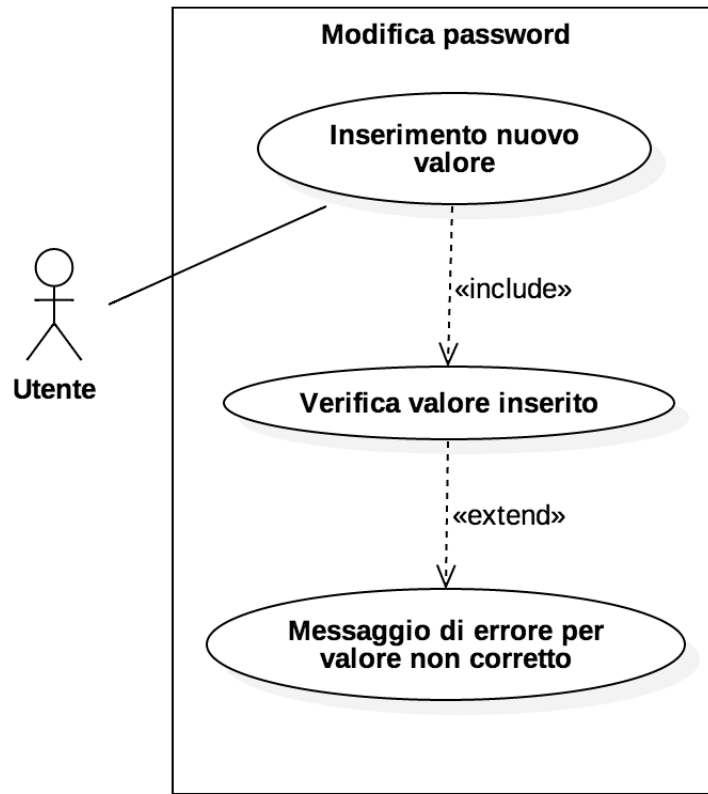 Modifica password
Inserimento nuovo
valore
«include»
Utente
Verifica valore inserito
«extend»
Messaggio di errore per
valore non corretto